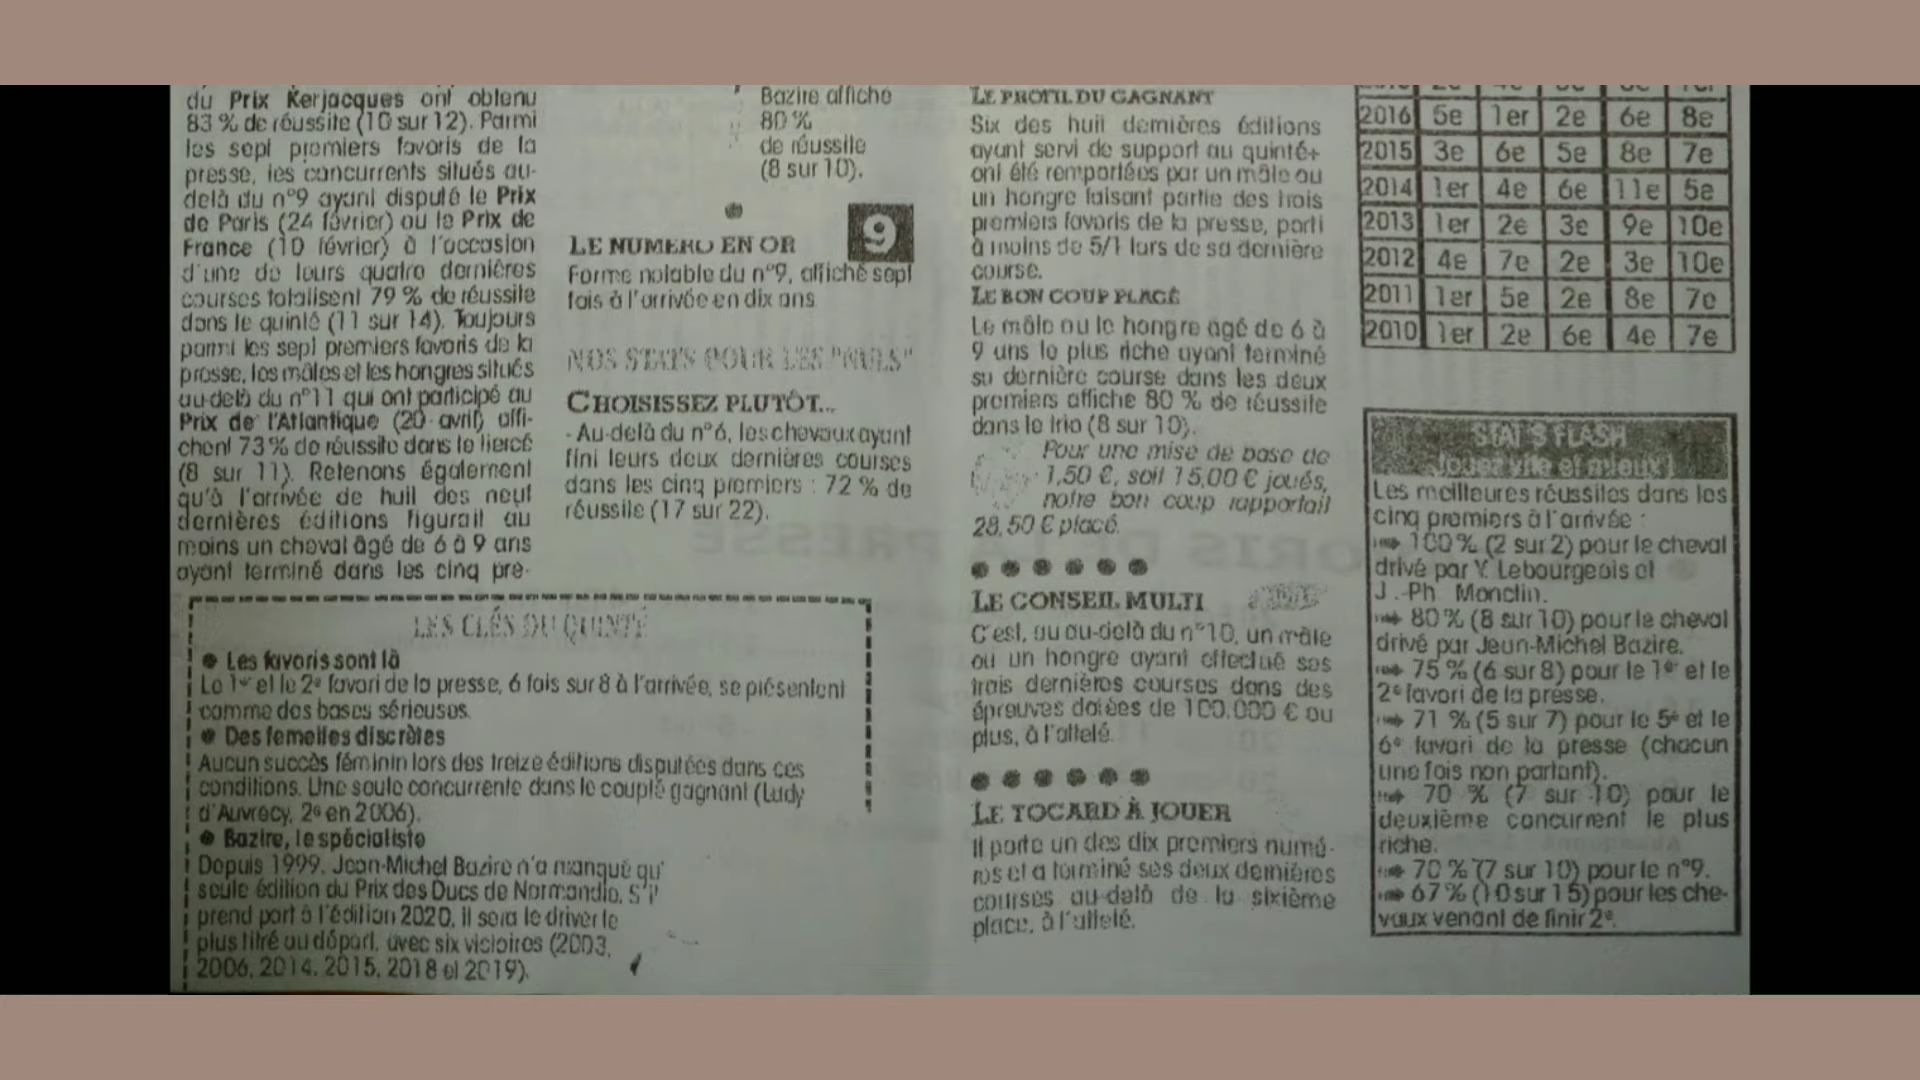 du Prix Kerjacques ont obtenu
83 % de réussite (10 sur 12). Parmi
les sept premiers favoris de la
presse, les concurrents situés au-
delà du n°9 ayant disputé le Prix
de Paris (24 février) ou le Prix de
France (10 février) à l'occasion
d'une de leurs quatre dernières
courses totalisent 79 % de réussite
dans le quinté (11 sur 14). Toujours
parmi les sept premiers favoris de la
presse, les mâles et les hongres situés
au-delà du n°11 qui ont participé au
Prix de l'Atlantique (20 avril) affi-
chent 73 % de réussite dans le tiercé
(8 sur 11). Retenons également
qu'à l'arrivée de huit des neuf
dernières éditions figurait au
moins un cheval âgé de 6 à 9 ans
ayant terminé dans les cinq pre-
LES CLÉS DU QUINTÉ
● Les favoris sont là
Le 1er et le 2e favori de la presse, 6 fois sur 8 à l'arrivée, se présentent
comme des bases sérieuses.
● Des femelles discrètes
Aucun succès féminin lors des treize éditions disputées dans ces
conditions. Une seule concurrente dans le couplé gagnant (Lady
d'Auvrecy, 2e en 2006).
● Bazire, le spécialiste
Depuis 1999, Jean-Michel Bazire n'a manqué qu'
seule édition du Prix des Ducs de Normandie. S'il
prend part à l'édition 2020, il sera le driver le
plus titré au départ, avec six victoires (2003,
2006, 2014, 2015, 2018 et 2019).
Bazire affiche
80 %
de réussite
(8 sur 10).
LE NUMERO EN OR 9
Forme notable du n°9, affiché sept
fois à l'arrivée en dix ans
NOS STATS POUR LES "NULS"
CHOISISSEZ PLUTÔT...
- Au-delà du n°6, les chevaux ayant
fini leurs deux dernières courses
dans les cinq premiers : 72 % de
réussite (17 sur 22).
LE PROFIL DU GAGNANT
Six des huit dernières éditions
ayant servi de support au quinté+
ont été remportées par un mâle ou
un hongre faisant partie des trois
premiers favoris de la presse, parti
à moins de 5/1 lors de sa dernière
course.
LE BON COUP PLACÉ
Le mâle ou le hongre âgé de 6 à
9 ans le plus riche ayant terminé
sa dernière course dans les deux
premiers affiche 80 % de réussite
dans le trio (8 sur 10).
Pour une mise de base de
1,50 €, soit 15,00 € joués,
notre bon coup rapportait
28,50 € placé.
LE CONSEIL MULTI
C'est, au au-delà du n°10, un mâle
ou un hongre ayant effectué ses
trois dernières courses dans des
épreuves dotées de 100.000 € ou
plus, à l'attelé.
LE TOCARD À JOUER
Il porte un des dix premiers numé-
ros et a terminé ses deux dernières
courses au-delà de la sixième
place, à l'attelé.
2016 5e 1er 2e 6e 8e
2015 3e 6e 5e 8e 7e
2014 1er 4e 6e 11e 5e
2013 1er 2e 3e 9e 10e
2012 4e 7e 2e 3e 10e
2011 1er 5e 2e 8e 7e
2010 1er 2e 6e 4e 7e
STAT'S FLASH
Jouez vite et mieux !
Les meilleures réussites dans les
cinq premiers à l'arrivée :
➠ 100 % (2 sur 2) pour le cheval
drivé par Y. Lebourgeois et
J.-Ph. Monclin.
➠ 80 % (8 sur 10) pour le cheval
drivé par Jean-Michel Bazire.
➠ 75 % (6 sur 8) pour le 1er et le
2e favori de la presse.
➠ 71 % (5 sur 7) pour le 5e et le
6e favori de la presse (chacun
une fois non partant).
➠ 70 % (7 sur 10) pour le
deuxième concurrent le plus
riche.
➠ 70 % (7 sur 10) pour le n°9.
➠ 67 % (10 sur 15) pour les che-
vaux venant de finir 2e.